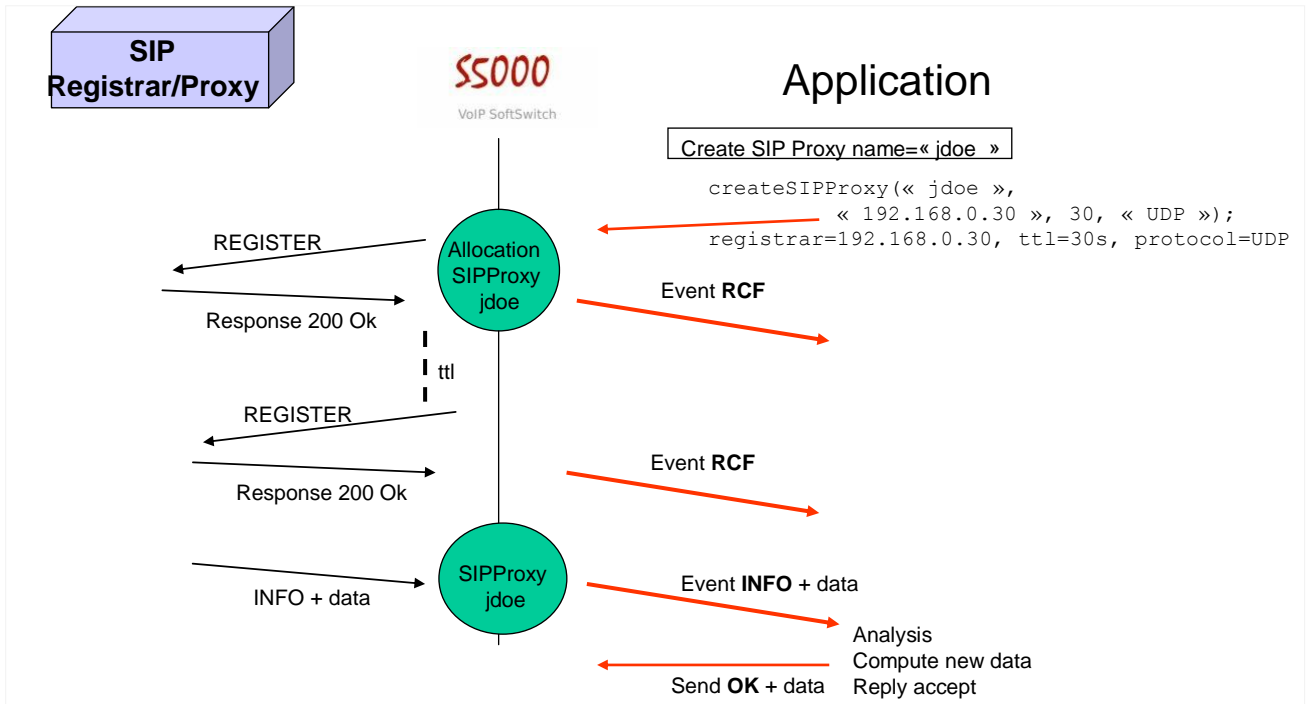 SIP
Registrar/Proxy
S5000
VoIP SoftSwitch
Application
Create SIP Proxy name=« jdoe »
createSIPProxy(« jdoe »,
« 192.168.0.30 », 30, « UDP »);
registrar=192.168.0.30, ttl=30s, protocol=UDP
REGISTER
Allocation
SIPProxy
jdoe
Event RCF
Response 200 Ok
ttl
REGISTER
Event RCF
Response 200 Ok
SIPProxy
jdoe
INFO + data
Event INFO + data
Analysis
Compute new data
Reply accept
Send OK + data